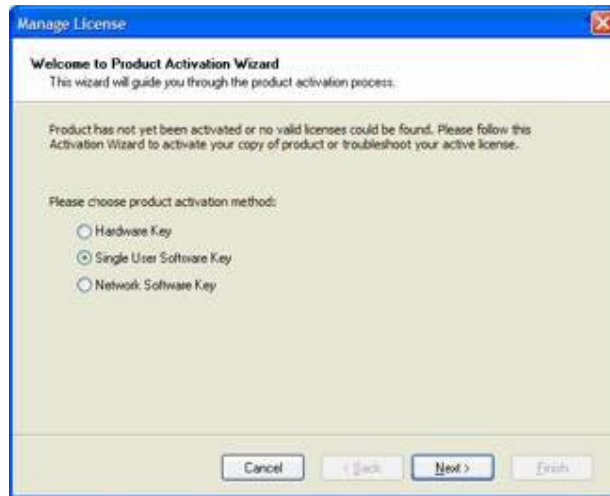 Manage License
Welcome to Product Activation Wizard
This wizard will guide you through the product activation process.
Product has not yet been activated or no valid licenses could be found. Please follow this
Activation Wizard to activate your copy of product or troubleshoot your active license.
Please choose product activation method:
Hardware Key
Single User Software Key
Network Software Key
Cancel
< Back
Next >
Finish